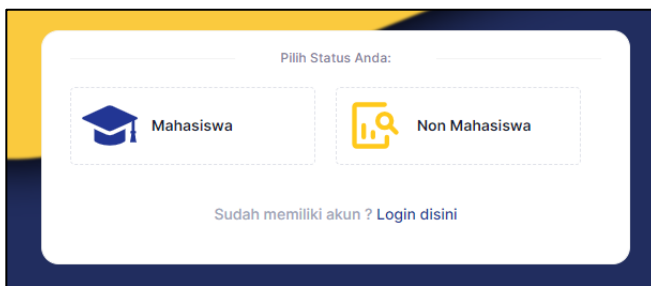 Pilih Status Anda:
Mahasiswa
Non Mahasiswa
Sudah memiliki akun ? Login disini